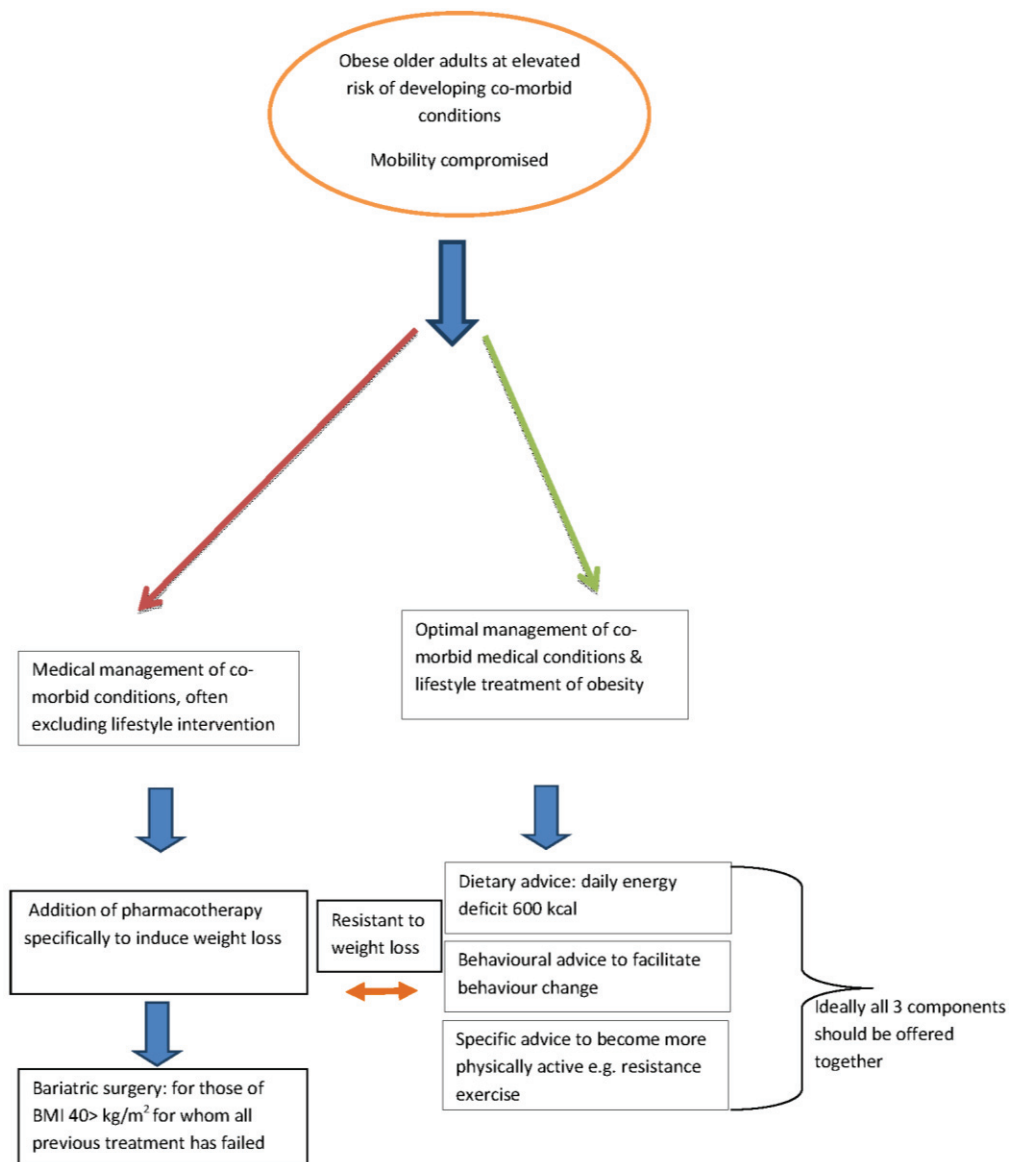 Obese older adults at elevated
risk of developing co-morbid
conditions
Mobility compromised
Medical management of co-
morbid conditions, often
excluding lifestyle intervention
Optimal management of co-
morbid medical conditions &
lifestyle treatment of obesity
Addition of pharmacotherapy
specifically to induce weight loss
Resistant to
weight loss
Dietary advice: daily energy
deficit 600 kcal
Behavioural advice to facilitate
behaviour change
Specific advice to become more
physically active e.g. resistance
exercise
Ideally all 3 components
should be offered
together
Bariatric surgery: for those of
BMI 40> kg/m² for whom all
previous treatment has failed